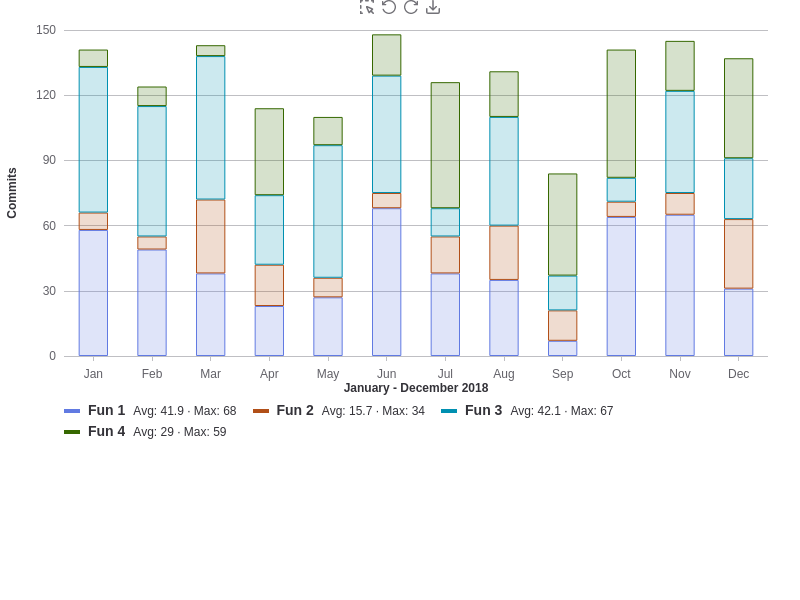 150
120
90
60
30
0
Commits
Jan Feb Mar Apr May Jun Jul Aug Sep Oct Nov Dec
January - December 2018
Fun 1 Avg: 41.9 · Max: 68 Fun 2 Avg: 15.7 · Max: 34 Fun 3 Avg: 42.1 · Max: 67
Fun 4 Avg: 29 · Max: 59